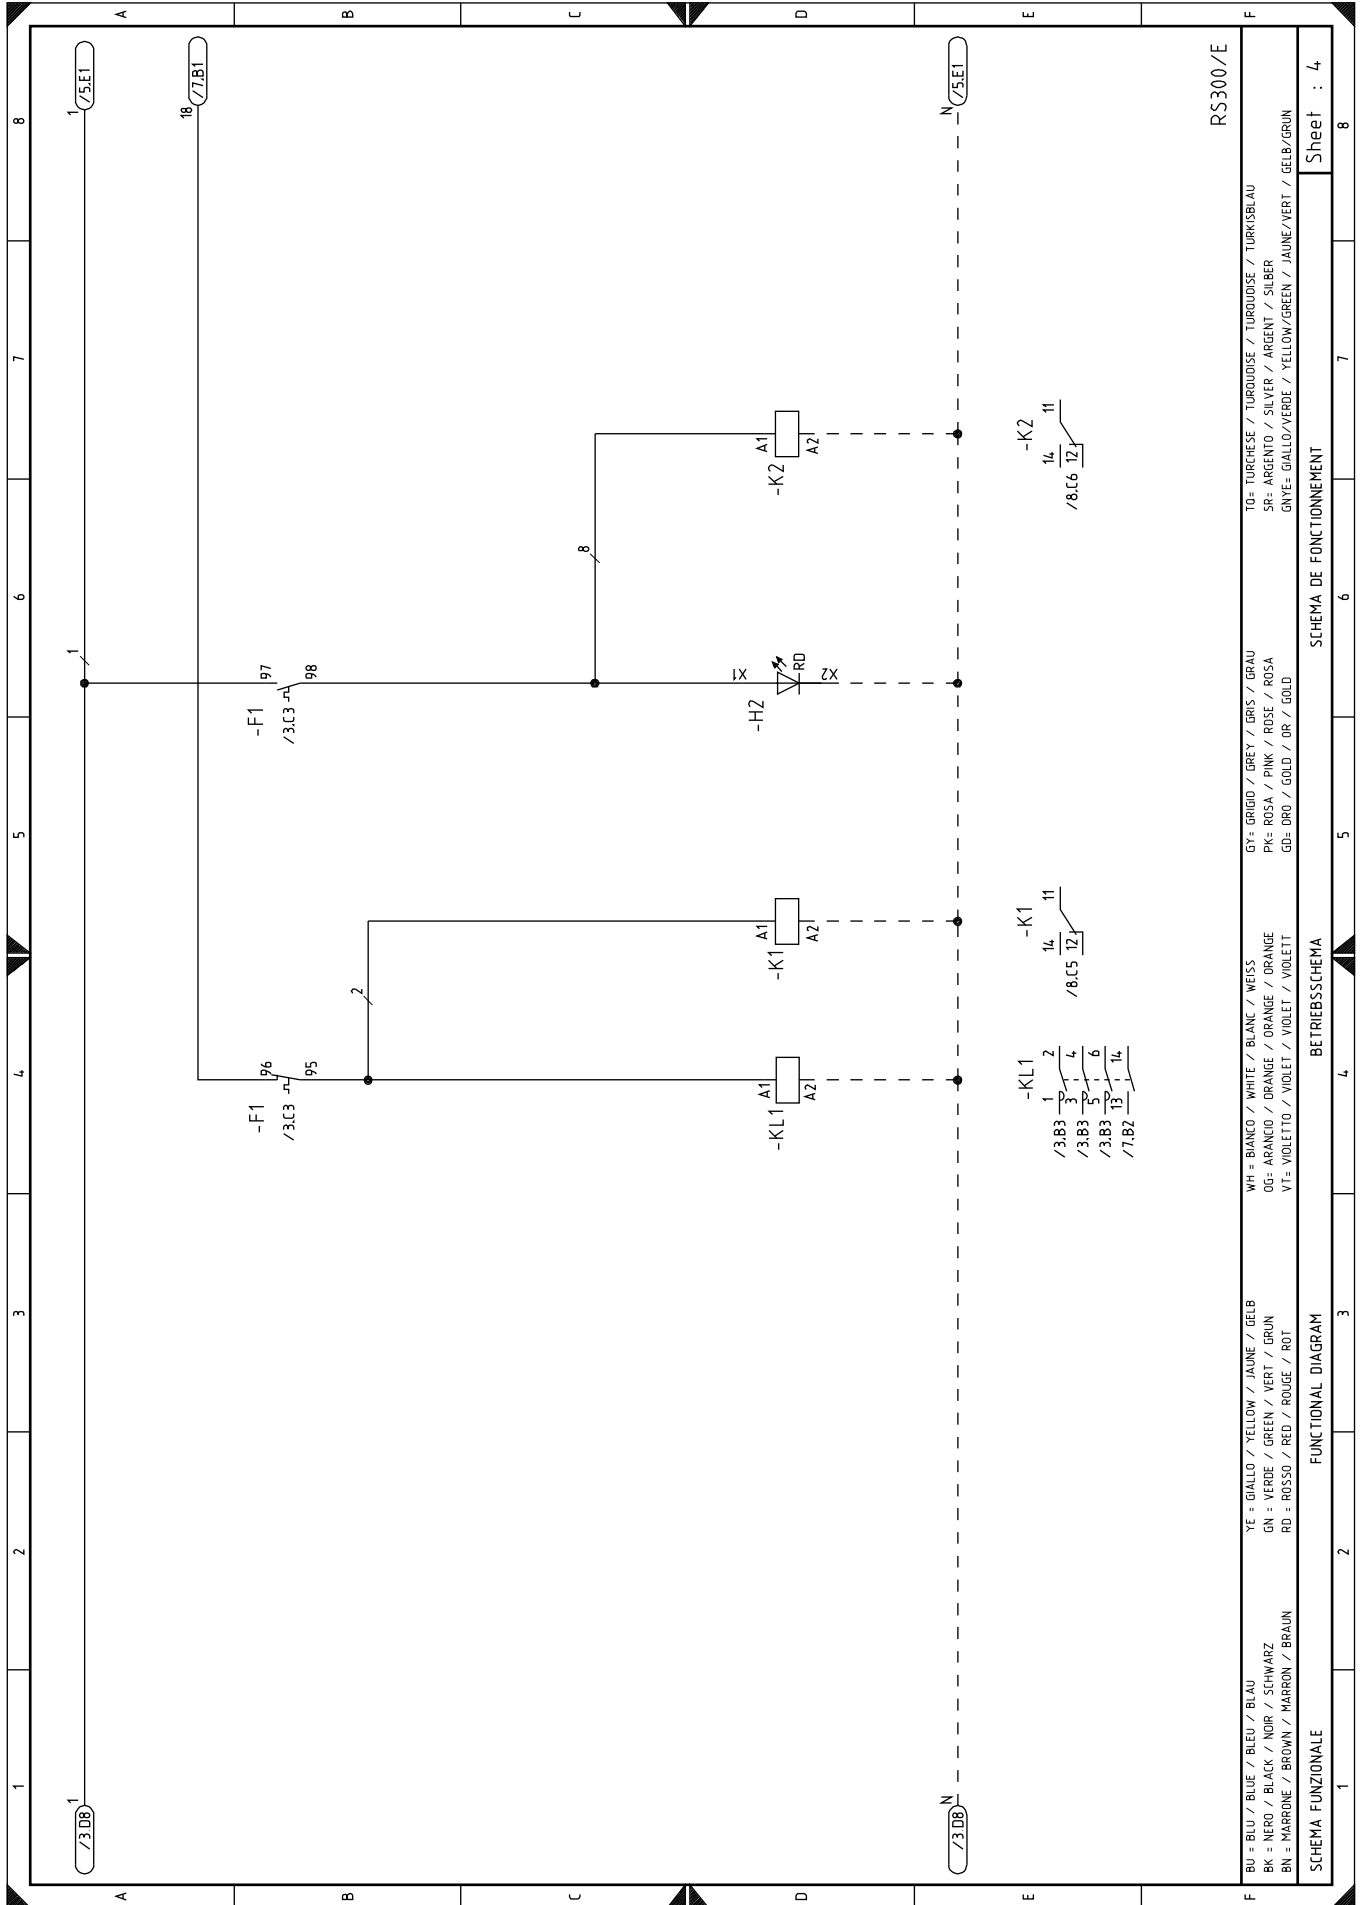 1 2 3 4 5 6 7 8
A A
/3.D8 1 1 1 /5.E1
18 /7.B1
B B
-F1 96
/3.C3 95
-F1 97
/3.C3 98
2
C C
8
D D
-KL1 A1 A2
-K1 A1 A2
-H2 X1 X2 RD
-K2 A1 A2
/3.D8 N N /5.E1
E E
-KL1 -K1 -K2
/3.B3 1 2
/3.B3 3 4
/3.B3 5 6
/7.B2 13 14
14 11
/8.C5 12
14 11
/8.C6 12
RS300/E
F F
BU = BLU / BLUE / BLEU / BLAU
BK = NERO / BLACK / NOIR / SCHWARZ
BN = MARRONE / BROWN / MARRON / BRAUN
YE = GIALLO / YELLOW / JAUNE / GELB
GN = VERDE / GREEN / VERT / GRUN
RD = ROSSO / RED / ROUGE / ROT
WH = BIANCO / WHITE / BLANC / WEISS
OG= ARANCIO / ORANGE / ORANGE / ORANGE
VT= VIOLETTO / VIOLET / VIOLET / VIOLETT
GY= GRIGIO / GREY / GRIS / GRAU
PK= ROSA / PINK / ROSE / ROSA
GD= ORO / GOLD / OR / GOLD
TQ= TURCHESE / TURQUOISE / TURQUOISE / TURKISBLAU
SR= ARGENTO / SILVER / ARGENT / SILBER
GNYE= GIALLO/VERDE / YELLOW/GREEN / JAUNE/VERT / GELB/GRUN
SCHEMA FUNZIONALE FUNCTIONAL DIAGRAM BETRIEBSSCHEMA SCHEMA DE FONCTIONNEMENT Sheet : 4
1 2 3 4 5 6 7 8